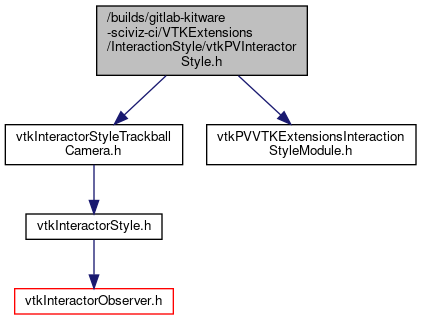 /builds/gitlab-kitware
-sciviz-ci/VTKExtensions
/InteractionStyle/vtkPVInteractor
Style.h
vtkInteractorStyleTrackball
Camera.h
vtkPVVTKExtensionsInteraction
StyleModule.h
vtkInteractorStyle.h
vtkInteractorObserver.h